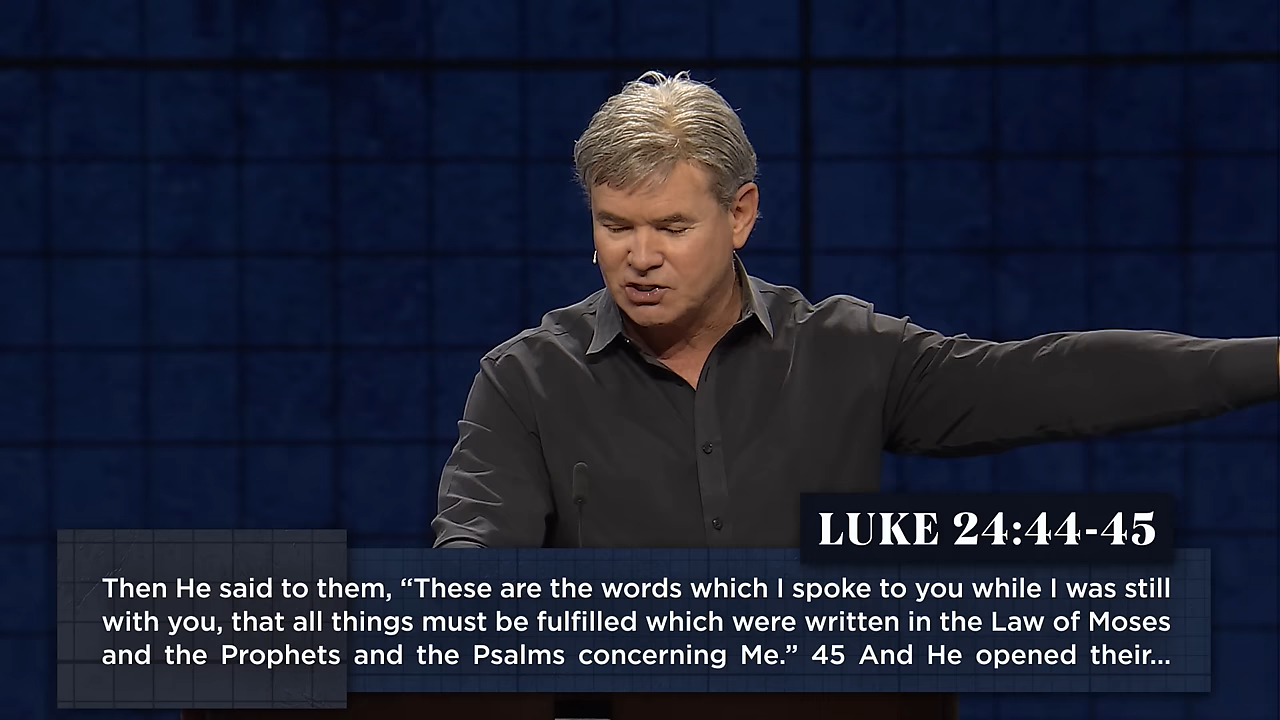 LUKE 24:44-45
Then He said to them, “These are the words which I spoke to you while I was still
with you, that all things must be fulfilled which were written in the Law of Moses
and the Prophets and the Psalms concerning Me.” 45 And He opened their...